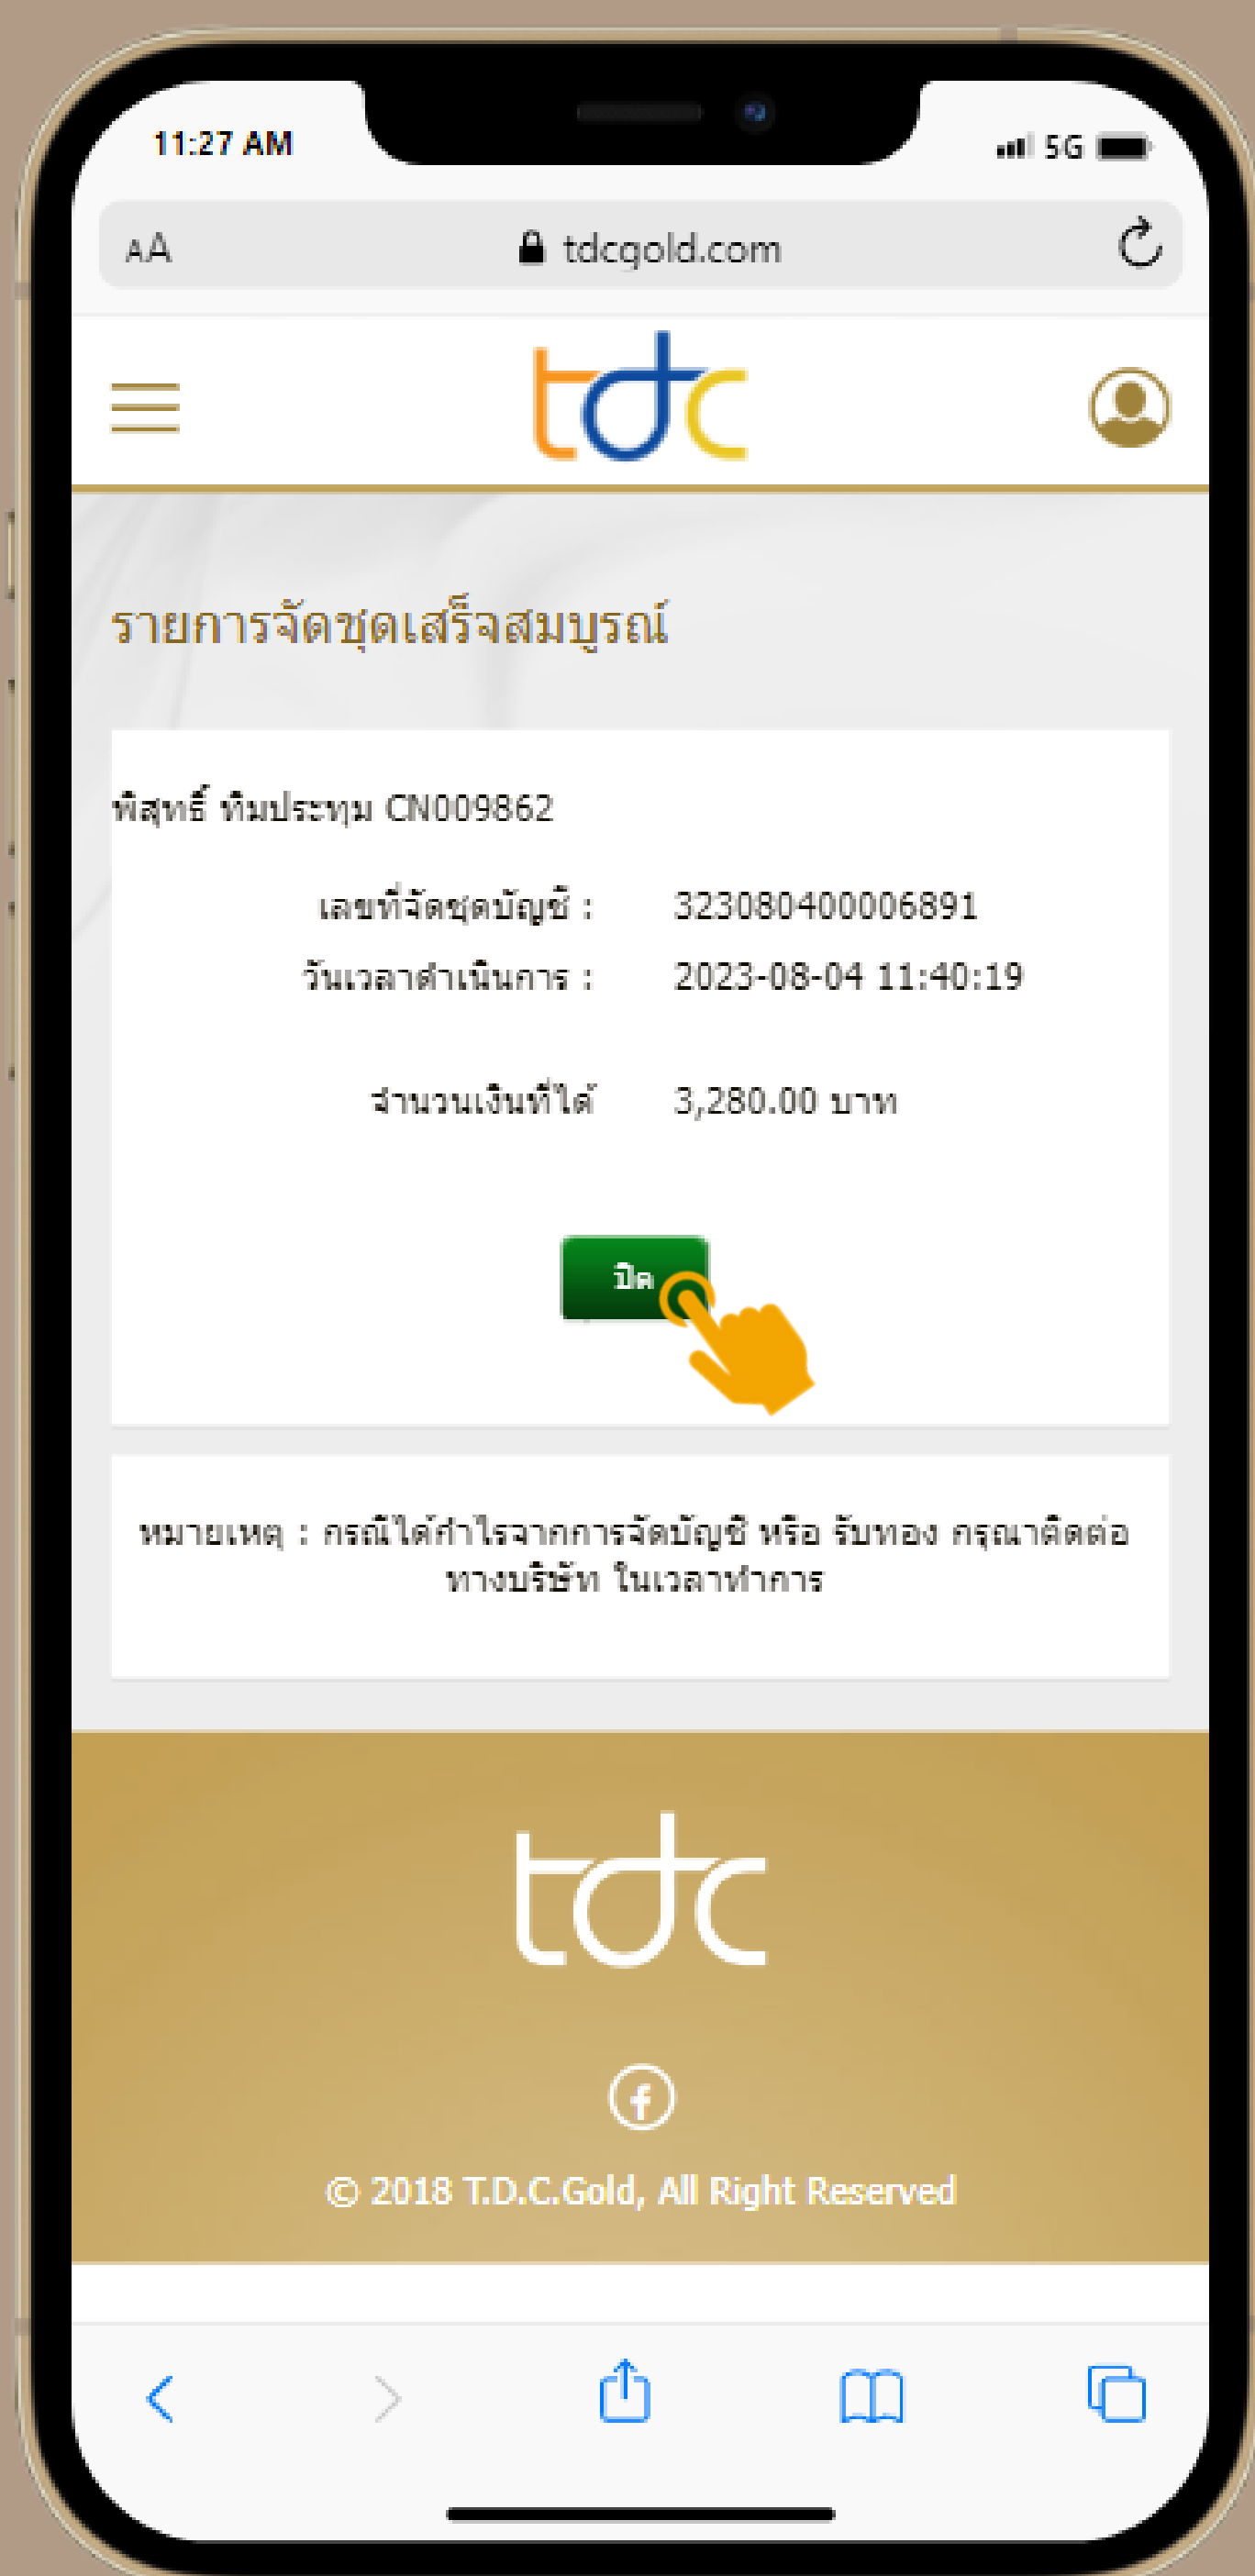 11:27 AM
5G
AA
tdcgold.com
tdc
รายการจัดชุดเสร็จสมบูรณ์
พิสุทธิ์ ทิมประทุม CN009862
เลขที่จัดชุดบัญชี : 323080400006891
วันเวลาดำเนินการ : 2023-08-04 11:40:19
จำนวนเงินที่ได้ 3,280.00 บาท
ปิด
หมายเหตุ : กรณีได้กำไรจากการจัดบัญชี หรือ รับทอง กรุณาติดต่อ
ทางบริษัท ในเวลาทำการ
tdc
© 2018 T.D.C.Gold, All Right Reserved